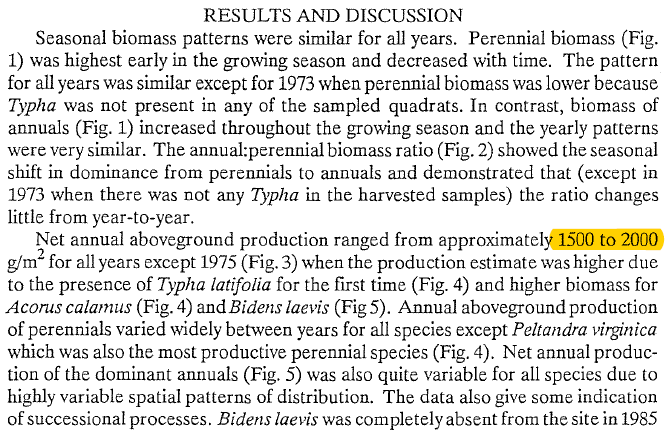 RESULTS AND DISCUSSION
Seasonal biomass patterns were similar for all years. Perennial biomass (Fig.
1) was highest early in the growing season and decreased with time. The pattern
for all years was similar except for 1973 when perennial biomass was lower because
Typha was not present in any of the sampled quadrats. In contrast, biomass of
annuals (Fig. 1) increased throughout the growing season and the yearly patterns
were very similar. The annual:perennial biomass ratio (Fig. 2) showed the seasonal
shift in dominance from perennials to annuals and demonstrated that (except in
1973 when there was not any Typha in the harvested samples) the ratio changes
little from year-to-year.
Net annual aboveground production ranged from approximately 1500 to 2000
g/m² for all years except 1975 (Fig. 3) when the production estimate was higher due
to the presence of Typha latifolia for the first time (Fig. 4) and higher biomass for
Acorus calamus (Fig. 4) and Bidens laevis (Fig 5). Annual aboveground production
of perennials varied widely between years for all species except Peltandra virginica
which was also the most productive perennial species (Fig. 4). Net annual produc-
tion of the dominant annuals (Fig. 5) was also quite variable for all species due to
highly variable spatial patterns of distribution. The data also give some indication
of successional processes. Bidens laevis was completely absent from the site in 1985